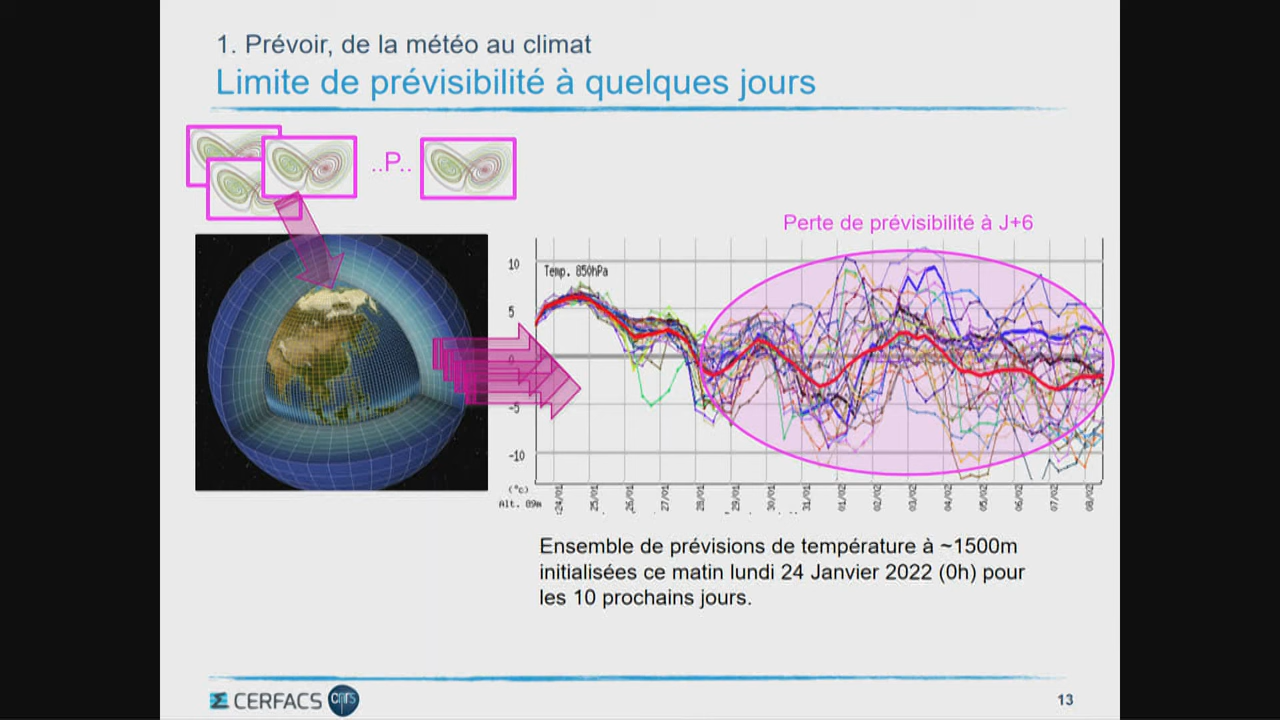 1. Prévoir, de la météo au climat
Limite de prévisibilité à quelques jours
..P..
Perte de prévisibilité à J+6
Temp. 850hPa
10
5
0
-5
-10
(°c)
Alt. 09m
24/01 25/01 26/01 27/01 28/01 29/01 30/01 31/01 01/02 02/02 03/02 04/02 05/02 06/02 07/02 08/02
Ensemble de prévisions de température à ~1500m
initialisées ce matin lundi 24 Janvier 2022 (0h) pour
les 10 prochains jours.
CERFACS cnrs
13